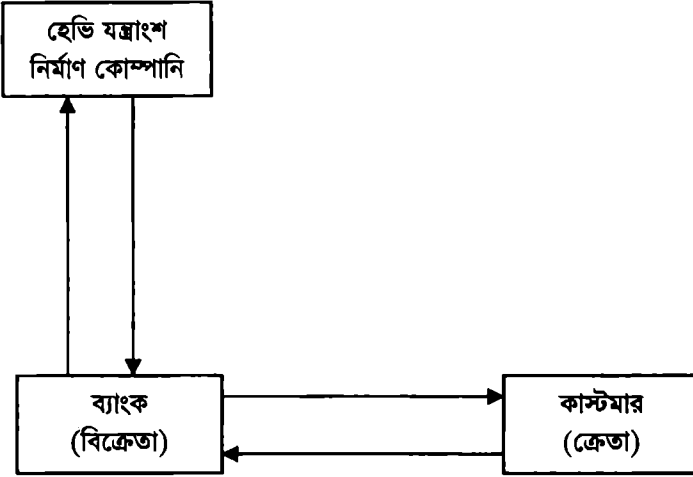 হেভি যন্ত্রাংশ
নির্মাণ কোম্পানি
ব্যাংক
(বিক্রেতা)
কাস্টমার
(ক্রেতা)